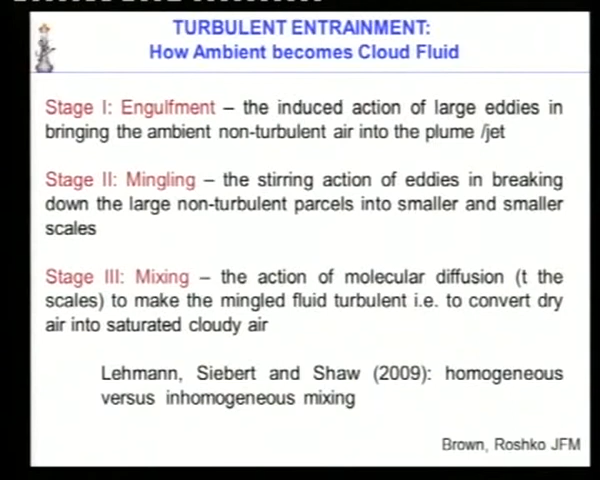 TURBULENT ENTRAINMENT:
How Ambient becomes Cloud Fluid
Stage I: Engulfment – the induced action of large eddies in
bringing the ambient non-turbulent air into the plume /jet
Stage II: Mingling – the stirring action of eddies in breaking
down the large non-turbulent parcels into smaller and smaller
scales
Stage III: Mixing – the action of molecular diffusion (t the
scales) to make the mingled fluid turbulent i.e. to convert dry
air into saturated cloudy air
Lehmann, Siebert and Shaw (2009): homogeneous
versus inhomogeneous mixing
Brown, Roshko JFM